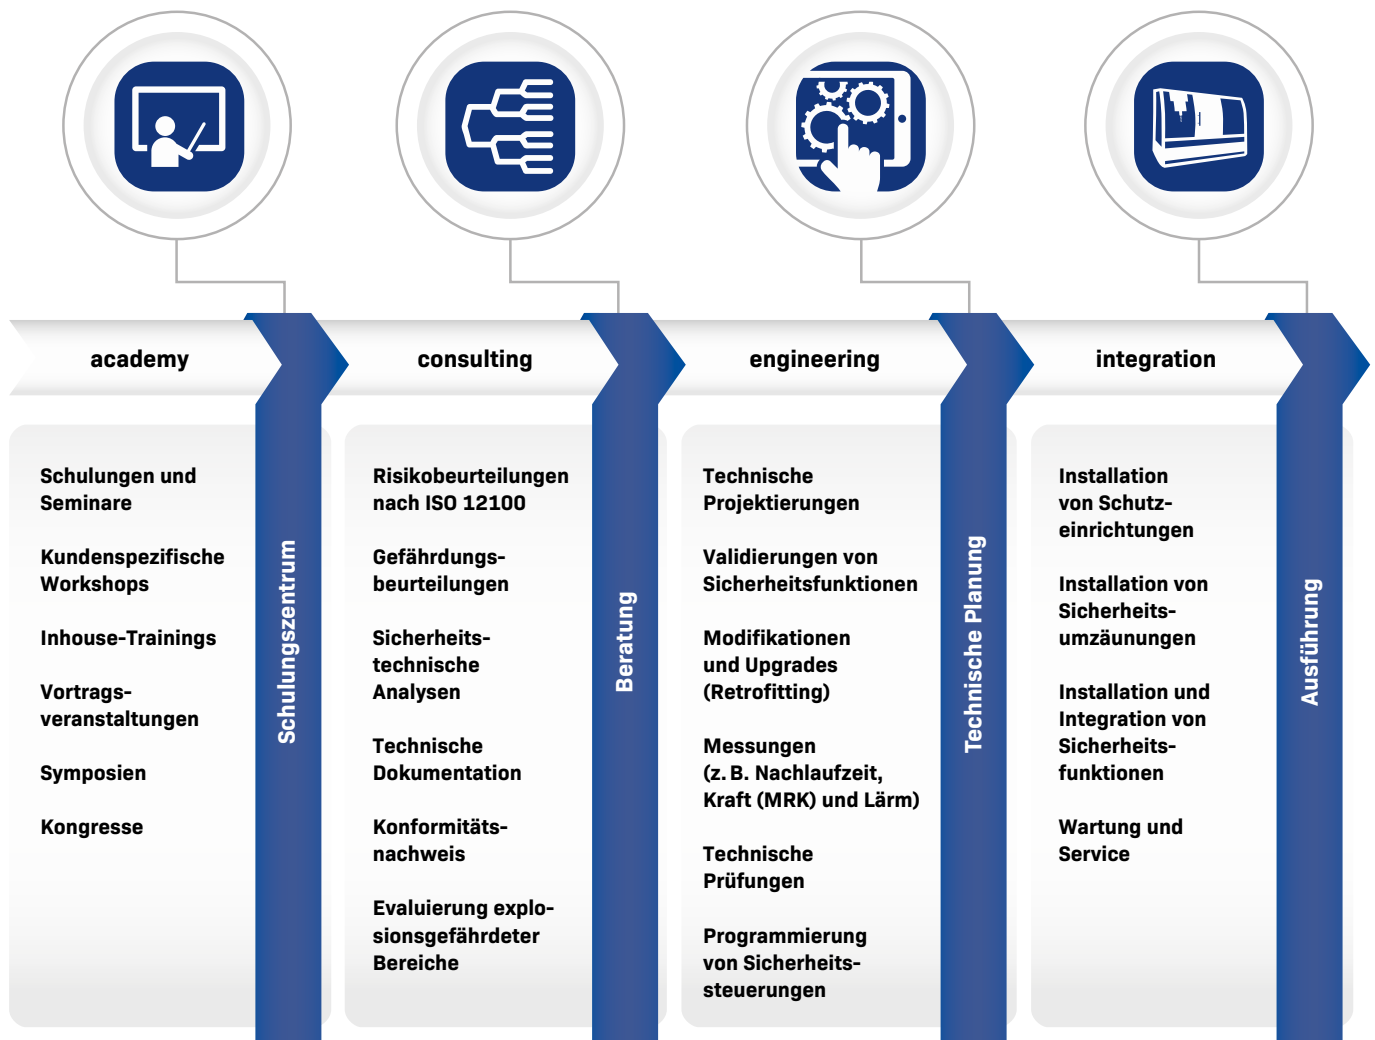 academy
Schulungen und
Seminare
Kundenspezifische
Workshops
Inhouse-Trainings
Vortrags-
veranstaltungen
Symposien
Kongresse
Schulungszentrum
consulting
Risikobeurteilungen
nach ISO 12100
Gefährdungs-
beurteilungen
Sicherheits-
technische
Analysen
Technische
Dokumentation
Konformitäts-
nachweis
Evaluierung explo-
sionsgefährdeter
Bereiche
Beratung
engineering
Technische
Projektierungen
Validierungen von
Sicherheitsfunktionen
Modifikationen
und Upgrades
(Retrofitting)
Messungen
(z. B. Nachlaufzeit,
Kraft (MRK) und Lärm)
Technische
Prüfungen
Programmierung
von Sicherheits-
steuerungen
Technische Planung
integration
Installation
von Schutz-
einrichtungen
Installation von
Sicherheits-
umzäunungen
Installation und
Integration von
Sicherheits-
funktionen
Wartung und
Service
Ausführung